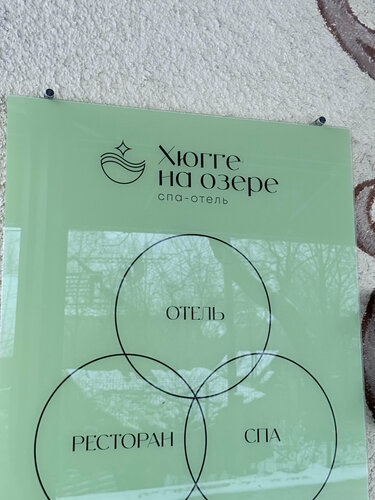 Хюгге
на озере
спа-отель
ОТЕЛЬ
РЕСТОРАН
СПА